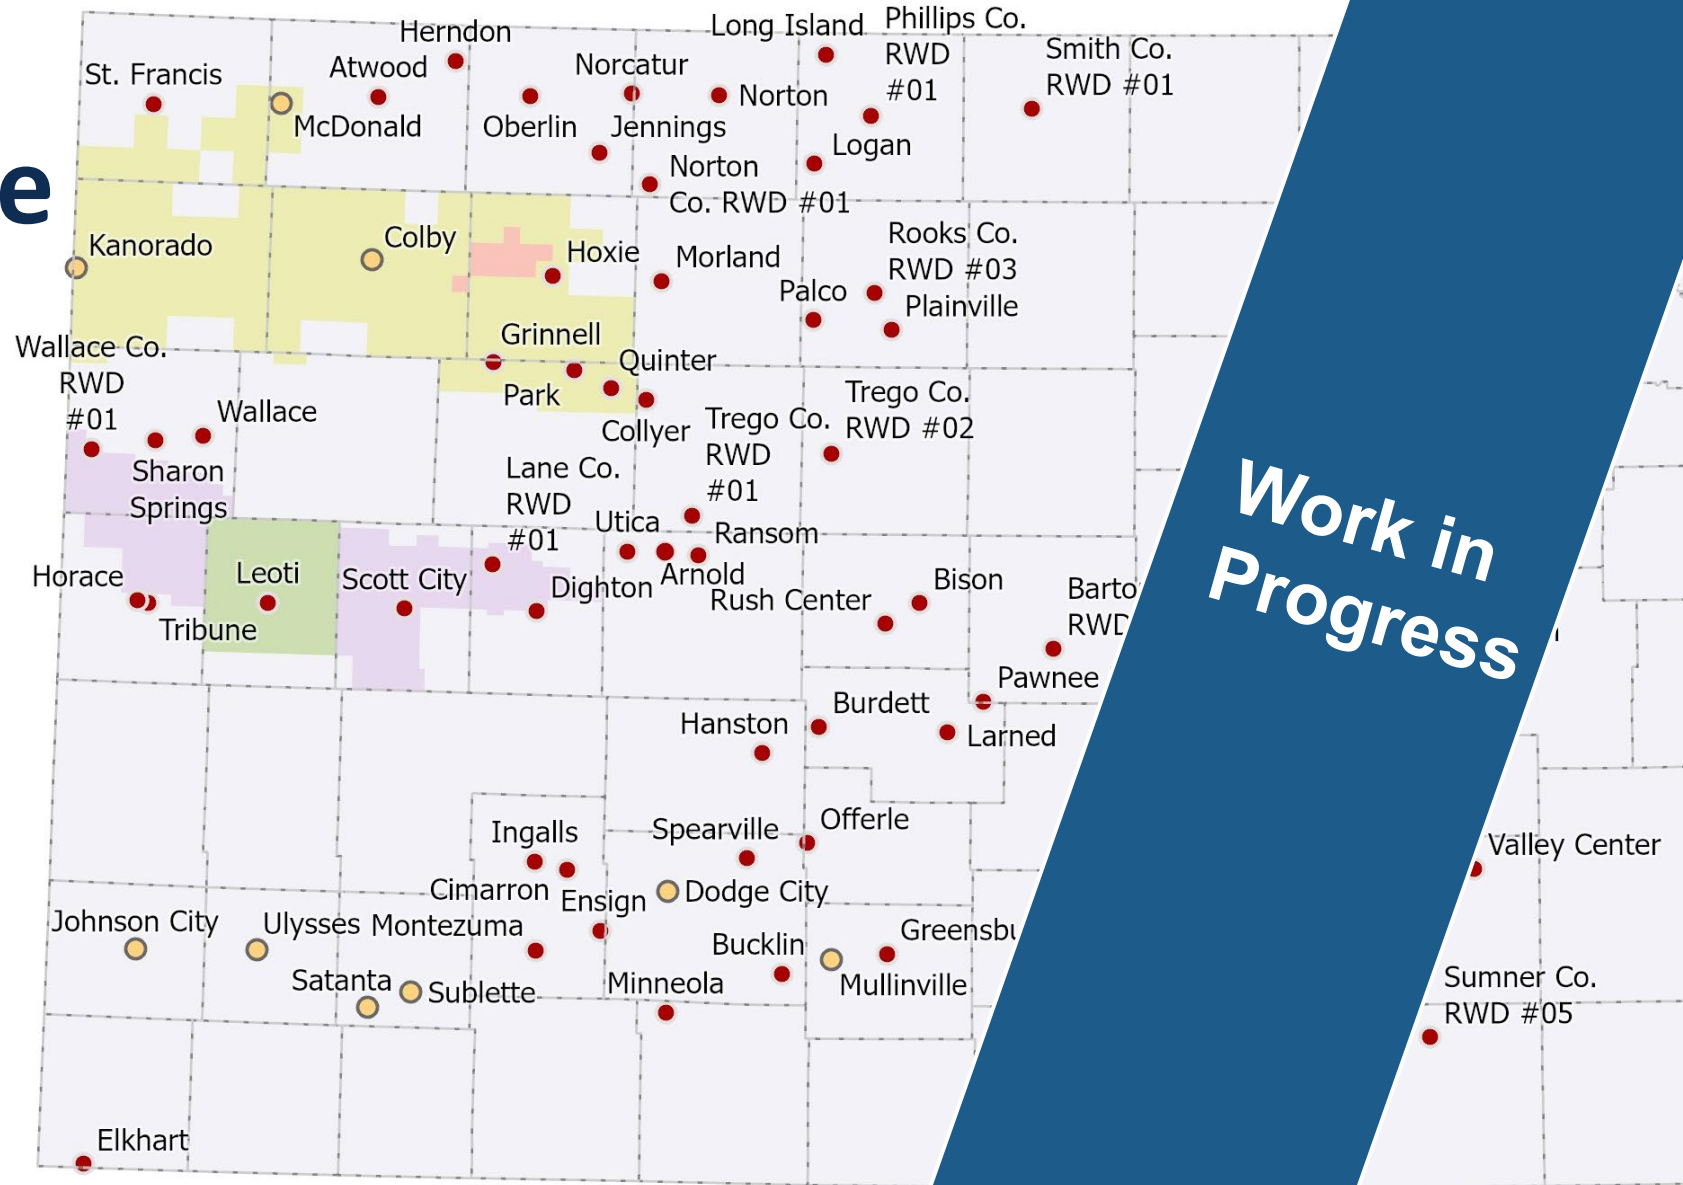 e
Herndon
Long Island
Phillips Co.
RWD
#01
Smith Co.
RWD #01
St. Francis
Atwood
Norcatur
Norton
McDonald
Oberlin
Jennings
Logan
Norton
Co. RWD #01
Kanorado
Colby
Hoxie
Morland
Rooks Co.
RWD #03
Palco
Plainville
Grinnell
Quinter
Park
Collyer
Wallace Co.
RWD
#01
Wallace
Sharon
Springs
Trego Co.
RWD
#01
Trego Co.
RWD #02
Lane Co.
RWD
#01
Utica
Ransom
Arnold
Horace
Tribune
Leoti
Scott City
Dighton
Rush Center
Bison
Barto
RWD
Pawnee
Work in
Progress
Burdett
Hanston
Larned
Ingalls
Spearville
Offerle
Cimarron
Ensign
Dodge City
Valley Center
Johnson City
Ulysses
Montezuma
Bucklin
Greensbu
Mullinville
Satanta
Sublette
Minneola
Sumner Co.
RWD #05
Elkhart